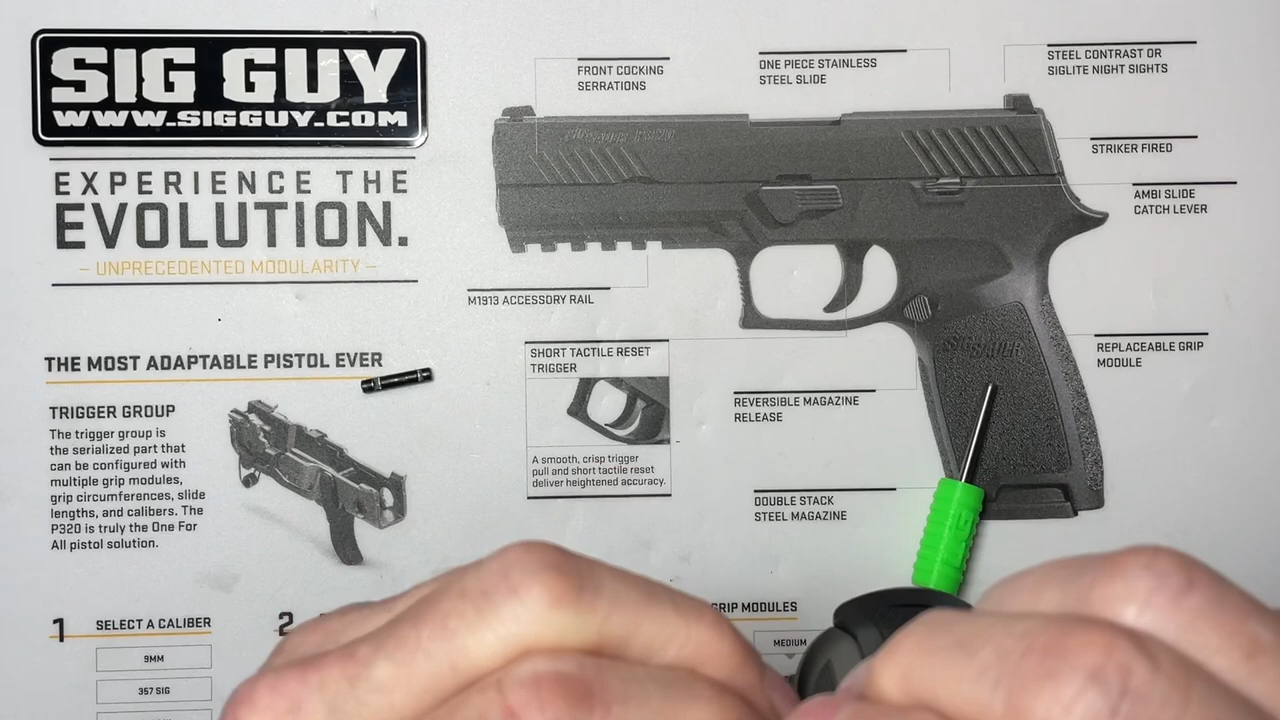 SIG GUY
WWW.SIGGUY.COM
EXPERIENCE THE
EVOLUTION.
– UNPRECEDENTED MODULARITY –
THE MOST ADAPTABLE PISTOL EVER
TRIGGER GROUP
The trigger group is
the serialized part that
can be configured with
multiple grip modules,
grip circumferences, slide
lengths, and calibers. The
P320 is truly the One For
All pistol solution.
1 SELECT A CALIBER
9MM
357 SIG
2
FRONT COCKING
SERRATIONS
ONE PIECE STAINLESS
STEEL SLIDE
STEEL CONTRAST OR
SIGLITE NIGHT SIGHTS
STRIKER FIRED
AMBI SLIDE
CATCH LEVER
SIG SAUER P320
M1913 ACCESSORY RAIL
SHORT TACTILE RESET
TRIGGER
A smooth, crisp trigger
pull and short tactile reset
deliver heightened accuracy.
REVERSIBLE MAGAZINE
RELEASE
SIG SAUER
REPLACEABLE GRIP
MODULE
DOUBLE STACK
STEEL MAGAZINE
GRIP MODULES
MEDIUM